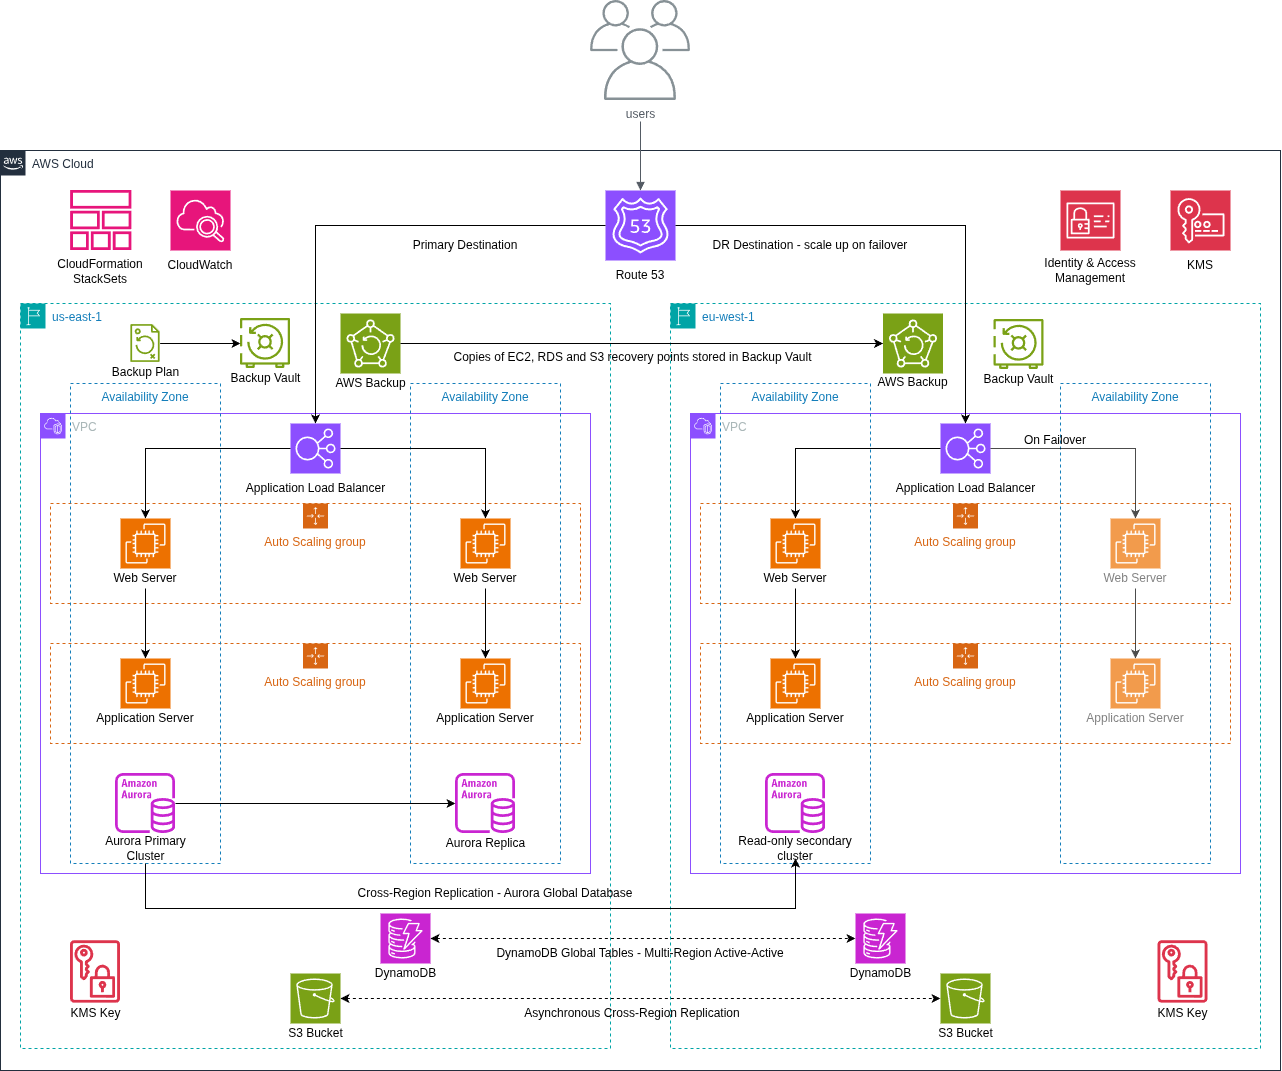 users
aws
AWS Cloud
53
CloudFormation
StackSets
CloudWatch
Primary Destination
DR Destination - scale up on failover
Route 53
Identity & Access
Management
KMS
us-east-1
Backup Plan
Backup Vault
AWS Backup
Copies of EC2, RDS and S3 recovery points stored in Backup Vault
eu-west-1
AWS Backup
Backup Vault
Availability Zone
Availability Zone
Availability Zone
Availability Zone
VPC
Application Load Balancer
VPC
Application Load Balancer
On Failover
Auto Scaling group
Web Server
Web Server
Auto Scaling group
Web Server
Web Server
Auto Scaling group
Application Server
Application Server
Auto Scaling group
Application Server
Application Server
Amazon
Aurora
Aurora Primary
Cluster
Amazon
Aurora
Aurora Replica
Amazon
Aurora
Read-only secondary
cluster
Cross-Region Replication - Aurora Global Database
DynamoDB
DynamoDB Global Tables - Multi-Region Active-Active
DynamoDB
KMS Key
S3 Bucket
Asynchronous Cross-Region Replication
S3 Bucket
KMS Key